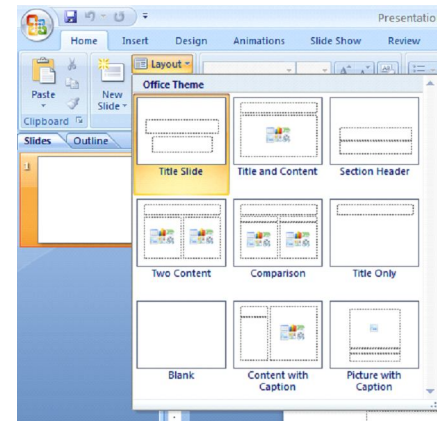 Presentatio
Home Insert Design Animations Slide Show Review
Paste
New
Slide
Layout
Clipboard
Office Theme
Slides Outline
1
Title Slide Title and Content Section Header
Two Content Comparison Title Only
Blank Content with Caption Picture with Caption